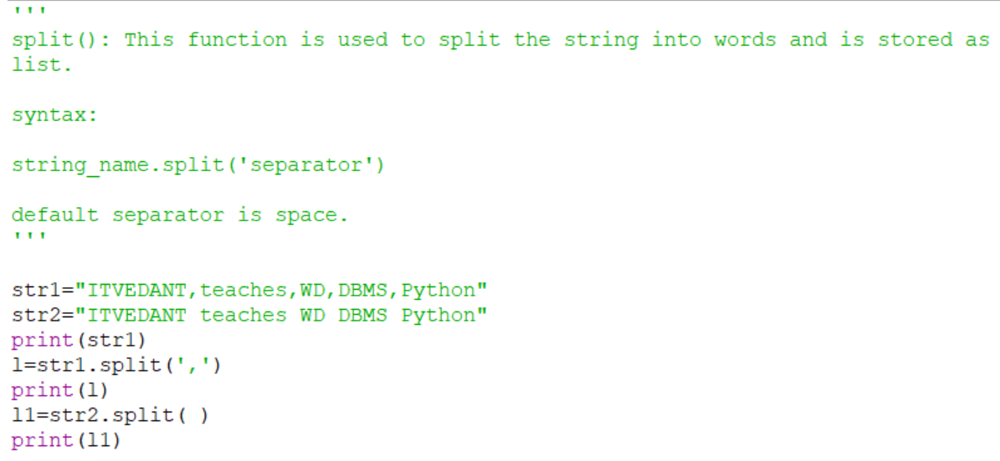 '''
split(): This function is used to split the string into words and is stored as
list.
syntax:
string_name.split('separator')
default separator is space.
'''
str1="ITVEDANT,teaches,WD,DBMS,Python"
str2="ITVEDANT teaches WD DBMS Python"
print(str1)
l=str1.split(',')
print(l)
l1=str2.split( )
print(l1)